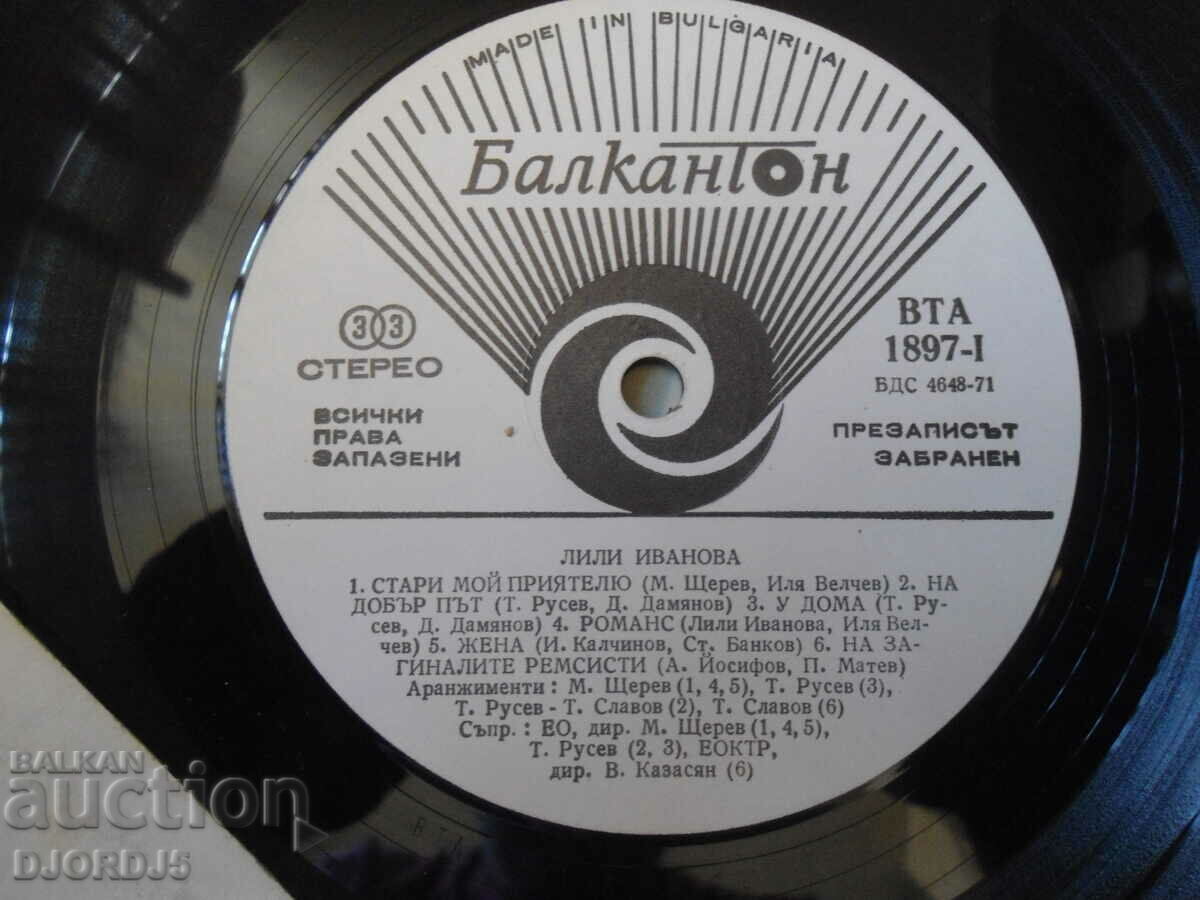 MADE IN BULGARIA
Балкантон
33
СТЕРЕО
ВСИЧКИ
ПРАВА
ЗАПАЗЕНИ
ВТА
1897-I
БДС 4648-71
ПРЕЗАПИСЪТ
ЗАБРАНЕН
ЛИЛИ ИВАНОВА
1. СТАРИ МОЙ ПРИЯТЕЛЮ (М. Щерев, Иля Велчев) 2. НА
ДОБЪР ПЪТ (Т. Русев, Д. Дамянов) 3. У ДОМА (Т. Ру-
сев, Д. Дамянов) 4. РОМАНС (Лили Иванова, Иля Вел-
чев) 5. ЖЕНА (И. Калчинов, Ст. Банков) 6. НА ЗА-
ГИНАЛИТЕ РЕМСИСТИ (А. Йосифов, П. Матев)
Аранжименти: М. Щерев (1, 4, 5), Т. Русев (3),
Т. Русев - Т. Славов (2), Т. Славов (6)
Съпр.: ЕО, дир. М. Щерев (1, 4, 5),
Т. Русев (2, 3), ЕОКТР,
дир. В. Казасян (6)
BALKAN
auction
DJORDJ5